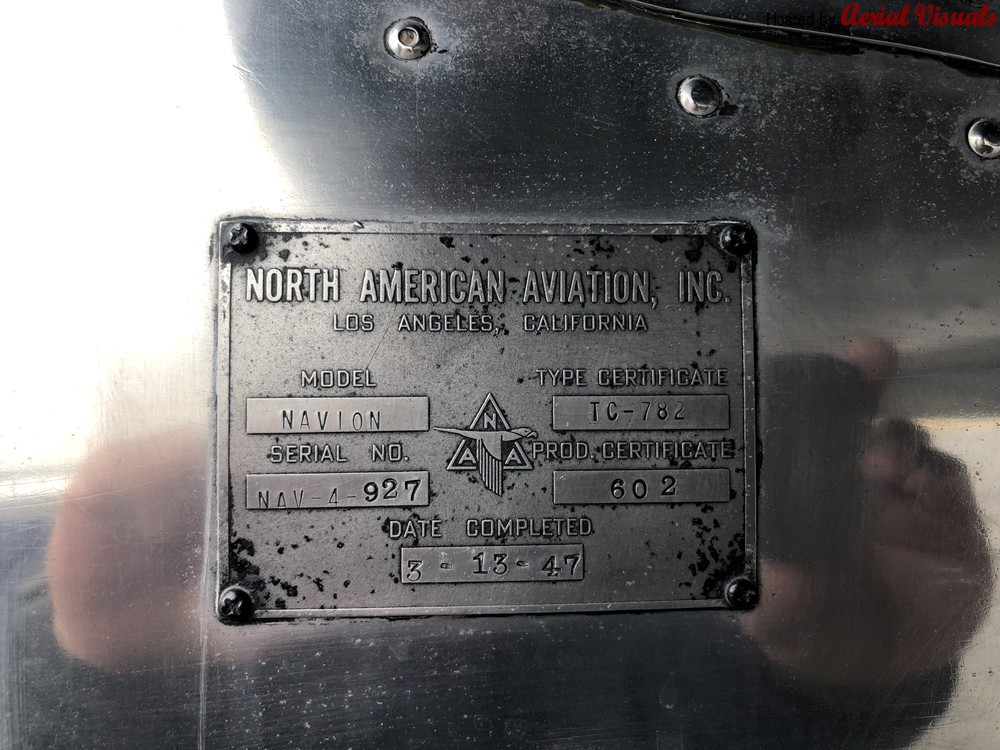 Hosted by Aerial Visuals
NORTH AMERICAN AVIATION, INC.
LOS ANGELES, CALIFORNIA
MODEL
NAVION
SERIAL NO.
NAV-4-927
N
A A
TYPE CERTIFICATE
TC-782
PROD. CERTIFICATE
602
DATE COMPLETED
3-13-47